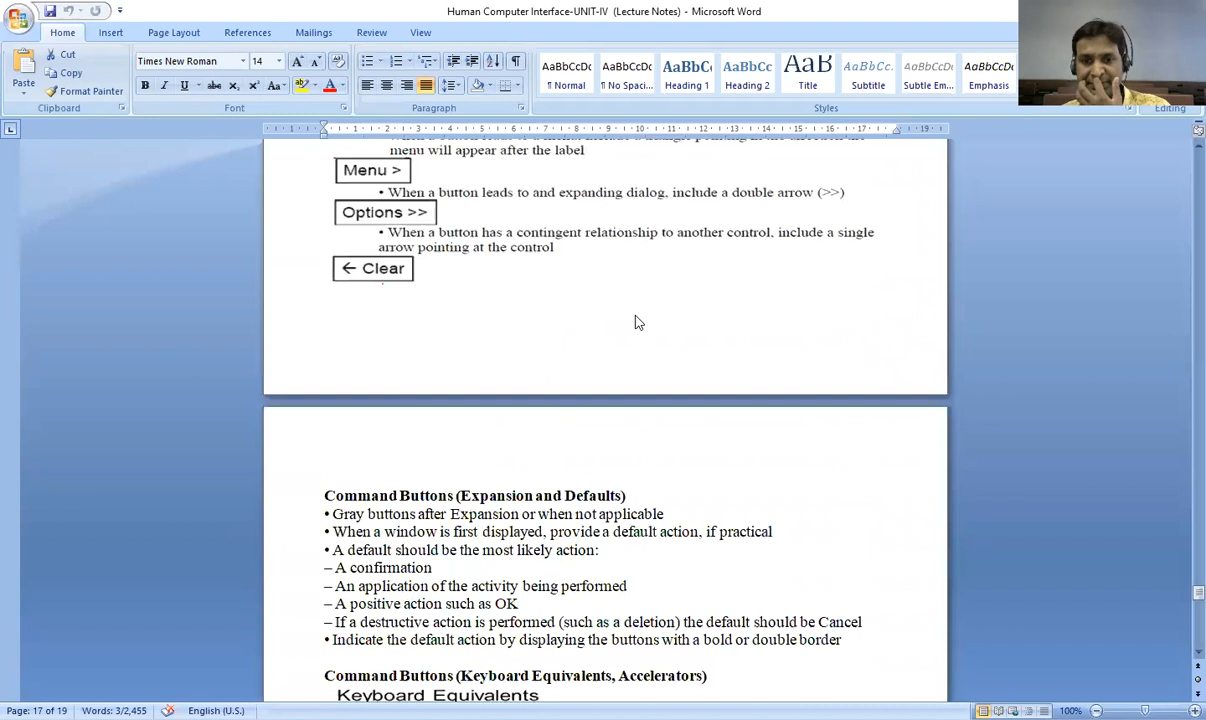 Human Computer Interface-UNIT-IV (Lecture Notes) - Microsoft Word
Home Insert Page Layout References Mailings Review View
Paste
Cut
Copy
Format Painter
Clipboard
Times New Roman 14
Font
Paragraph
AaBbCcDc AaBbCcDc AaBbCc AaBbCc AaB AaBbCc. AaBbCcDc AaBbCcDc
¶ Normal ¶ No Spaci... Heading 1 Heading 2 Title Subtitle Subtle Em... Emphasis
Styles
Editing
menu will appear after the label
Menu >
• When a button leads to and expanding dialog, include a double arrow (>>)
Options >>
• When a button has a contingent relationship to another control, include a single
arrow pointing at the control
← Clear
Command Buttons (Expansion and Defaults)
• Gray buttons after Expansion or when not applicable
• When a window is first displayed, provide a default action, if practical
• A default should be the most likely action:
– A confirmation
– An application of the activity being performed
– A positive action such as OK
– If a destructive action is performed (such as a deletion) the default should be Cancel
• Indicate the default action by displaying the buttons with a bold or double border
Command Buttons (Keyboard Equivalents, Accelerators)
Keyboard Equivalents
Page: 17 of 19 Words: 3/2,455 English (U.S.) 100%